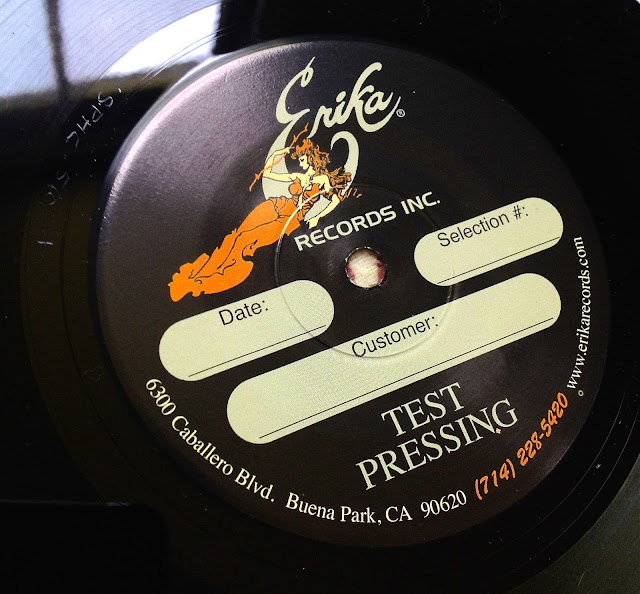 Erika®
RECORDS INC.
Selection #:
Date:
Customer:
TEST
PRESSING
6300 Caballero Blvd. Buena Park, CA 90620 (714) 228-5420
www.erikarecords.com